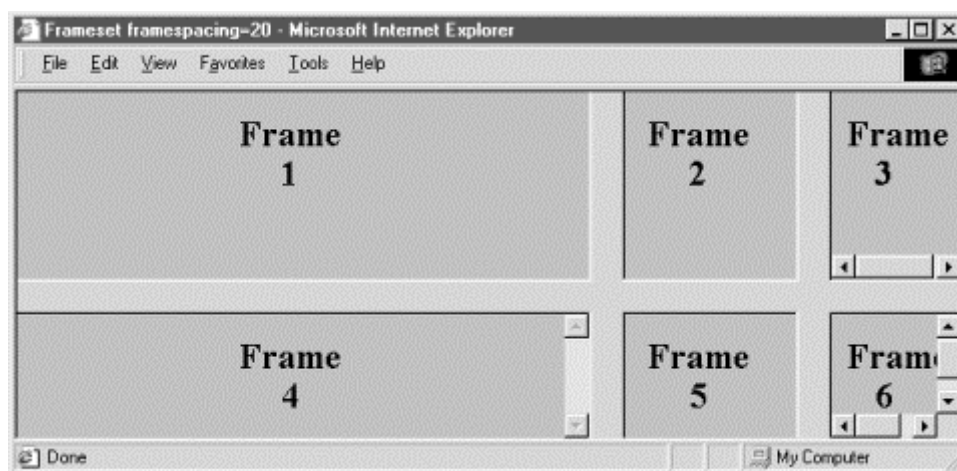 Frameset framespacing=20 - Microsoft Internet Explorer
File Edit View Favorites Tools Help
Frame
1
Frame
2
Frame
3
Frame
4
Frame
5
Fram
6
Done
My Computer